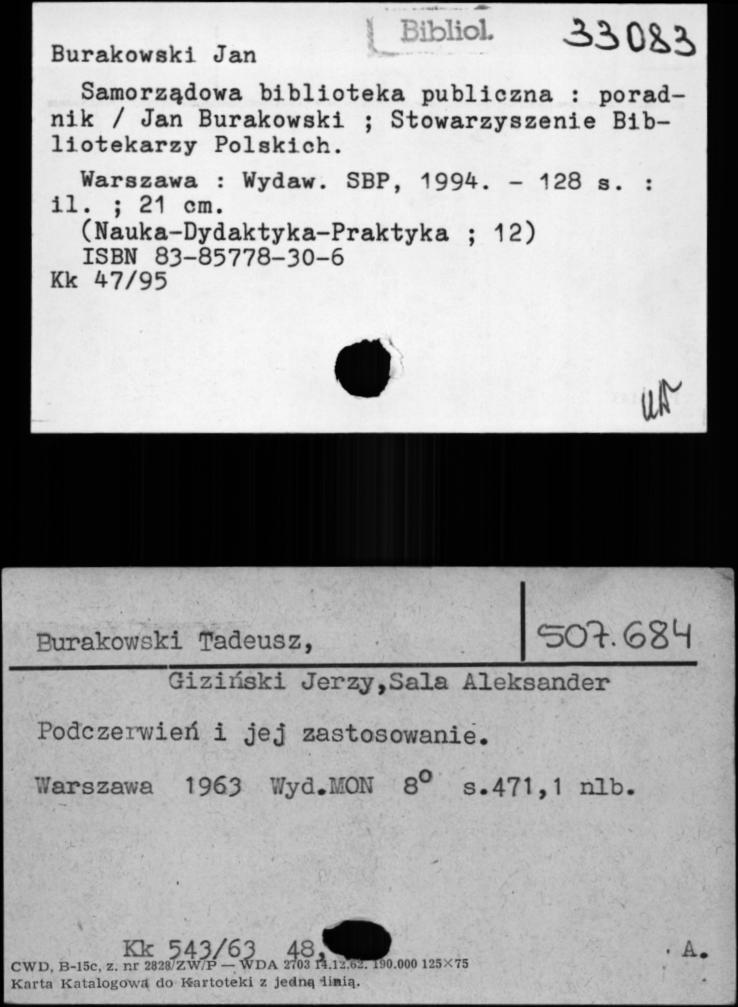 Bibliol.
33083
Burakowski Jan
Samorządowa biblioteka publiczna : porad-
nik / Jan Burakowski ; Stowarzyszenie Bib-
liotekarzy Polskich.
Warszawa : Wydaw. SBP, 1994. - 128 s. :
il. ; 21 cm.
(Nauka-Dydaktyka-Praktyka ; 12)
ISBN 83-85778-30-6
Kk 47/95
Burakowski Tadeusz,
507.684
Giziński Jerzy,Sala Aleksander
Podczerwień i jej zastosowanie.
Warszawa 1963 Wyd.MON 8° s.471,1 nlb.
Kk 543/63 48,
A.
CWD, B-15c, z. nr 2828/ZW/P — WDA 2703 14.12.62. 190.000 125×75
Karta Katalogowa do Kartoteki z jedną linią.